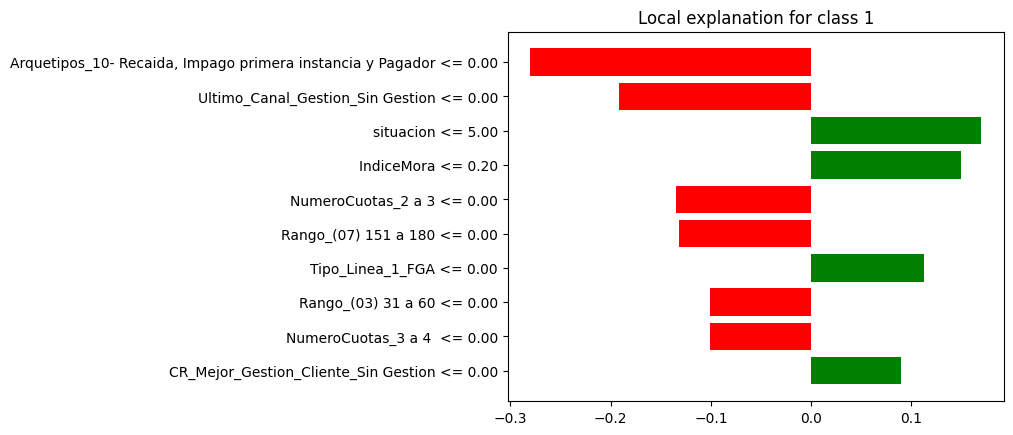 Local explanation for class 1
Arquetipos_10- Recaida, Impago primera instancia y Pagador <= 0.00
Ultimo_Canal_Gestion_Sin Gestion <= 0.00
situacion <= 5.00
IndiceMora <= 0.20
NumeroCuotas_2 a 3 <= 0.00
Rango_(07) 151 a 180 <= 0.00
Tipo_Linea_1_FGA <= 0.00
Rango_(03) 31 a 60 <= 0.00
NumeroCuotas_3 a 4  <= 0.00
CR_Mejor_Gestion_Cliente_Sin Gestion <= 0.00
−0.3 −0.2 −0.1 0.0 0.1